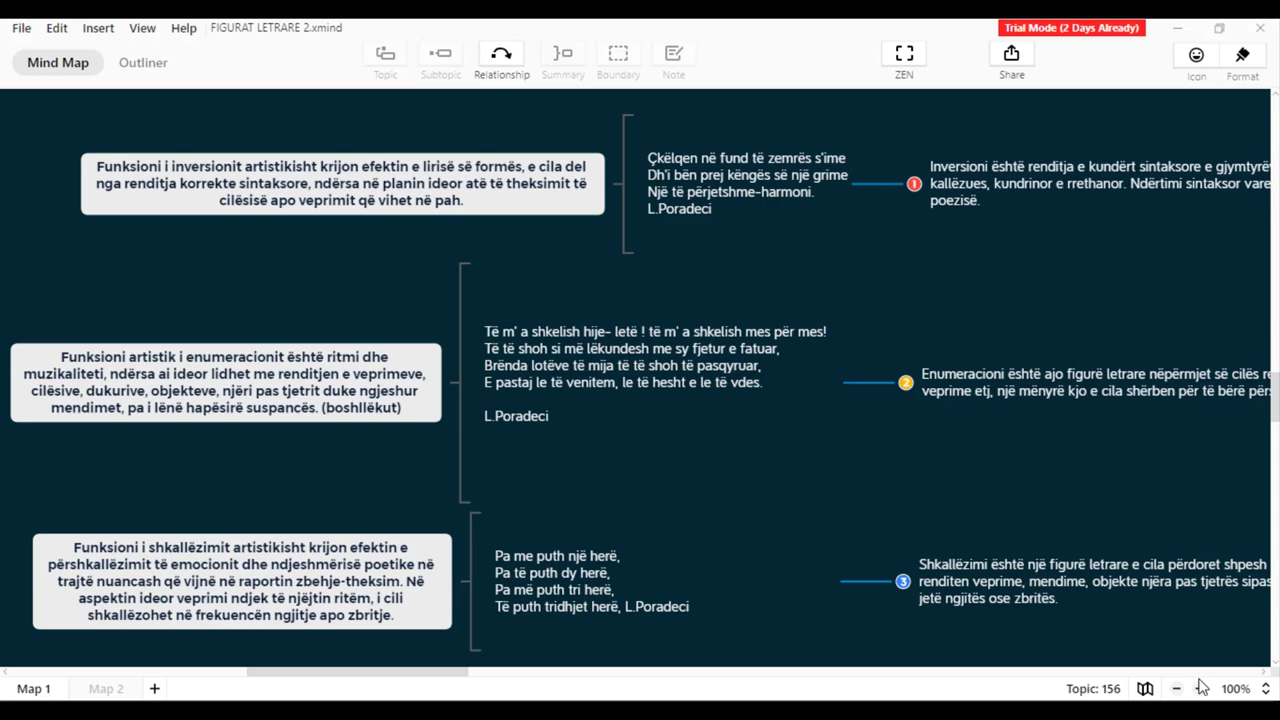 File Edit Insert View Help FIGURAT LETRARE 2.xmind
Trial Mode (2 Days Already)
Mind Map Outliner
Topic Subtopic Relationship Summary Boundary Note ZEN Share Icon Format
Funksioni i inversionit artistikisht krijon efektin e lirisë së formës, e cila del
nga renditja korrekte sintaksore, ndërsa në planin ideor atë të theksimit të
cilësisë apo veprimit që vihet në pah.
Çkëlqen në fund të zemrës s'ime
Dh'i bën prej këngës së një grime
Një të përjetshme-harmoni.
L.Poradeci
1
Inversioni është renditja e kundërt sintaksore e gjymtyrë
kallëzues, kundrinor e rrethanor. Ndërtimi sintaksor vare
poezisë.
Funksioni artistik i enumeracionit është ritmi dhe
muzikaliteti, ndërsa ai ideor lidhet me renditjen e veprimeve,
cilësive, dukurive, objekteve, njëri pas tjetrit duke ngjeshur
mendimet, pa i lënë hapësirë suspancës. (boshllëkut)
Të m' a shkelish hije- letë ! të m' a shkelish mes për mes!
Të të shoh si më lëkundesh me sy fjetur e fatuar,
Brënda lotëve të mija të të shoh të pasqyruar,
E pastaj le të venitem, le të hesht e le të vdes.
L.Poradeci
2
Enumeracioni është ajo figurë letrare nëpërmjet së cilës re
veprime etj, një mënyrë kjo e cila shërben për të bërë përs
Funksioni i shkallëzimit artistikisht krijon efektin e
përshkallëzimit të emocionit dhe ndjeshmërisë poetike në
trajtë nuancash që vijnë në raportin zbehje-theksim. Në
aspektin ideor veprimi ndjek të njëjtin ritëm, i cili
shkallëzohet në frekuencën ngjitje apo zbritje.
Pa me puth një herë,
Pa të puth dy herë,
Pa më puth tri herë,
Të puth tridhjet herë, L.Poradeci
3
Shkallëzimi është një figurë letrare e cila përdoret shpesh
renditen veprime, mendime, objekte njëra pas tjetrës sipas
jetë ngjitës ose zbritës.
Map 1 Map 2
Topic: 156 100%